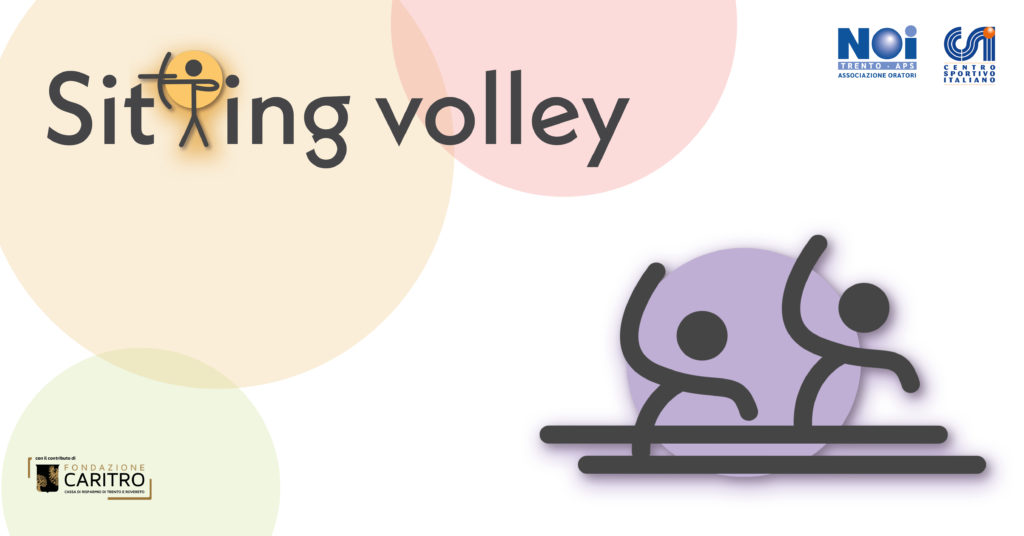 Sitting volley
NOi
TRENTO - APS
ASSOCIAZIONE ORATORI
CSI
CENTRO
SPORTIVO
ITALIANO
con il contributo di
FONDAZIONE
CARITRO
CASSA DI RISPARMIO DI TRENTO E ROVERETO